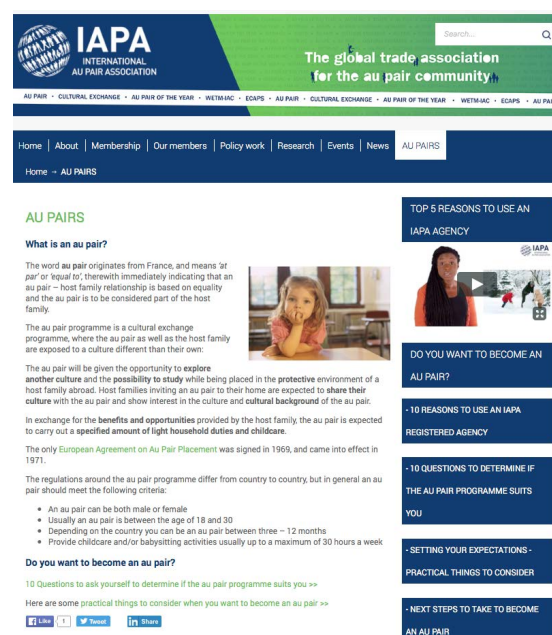 IAPA
INTERNATIONAL
AU PAIR ASSOCIATION
Search...
The global trade association
for the au pair community
AU PAIR • CULTURAL EXCHANGE • AU PAIR OF THE YEAR • WETM-IAC • ECAPS • AU PAIR • CULTURAL EXCHANGE • AU PAIR OF THE YEAR • WETM-IAC • ECAPS • AU PAI
Home | About | Membership | Our members | Policy work | Research | Events | News | AU PAIRS
Home → AU PAIRS
AU PAIRS
What is an au pair?
The word au pair originates from France, and means 'at
par' or 'equal to', therewith immediately indicating that an
au pair – host family relationship is based on equality
and the au pair is to be considered part of the host
family.
The au pair programme is a cultural exchange
programme, where the au pair as well as the host family
are exposed to a culture different than their own:
The au pair will be given the opportunity to explore
another culture and the possibility to study while being placed in the protective environment of a
host family abroad. Host families inviting an au pair to their home are expected to share their
culture with the au pair and show interest in the culture and cultural background of the au pair.
In exchange for the benefits and opportunities provided by the host family, the au pair is expected
to carry out a specified amount of light household duties and childcare.
The only European Agreement on Au Pair Placement was signed in 1969, and came into effect in
1971.
The regulations around the au pair programme differ from country to country, but in general an au
pair should meet the following criteria:
• An au pair can be both male or female
• Usually an au pair is between the age of 18 and 30
• Depending on the country you can be an au pair between three – 12 months
• Provide childcare and/or babysitting activities usually up to a maximum of 30 hours a week
Do you want to become an au pair?
10 Questions to ask yourself to determine if the au pair programme suits you >>
Here are some practical things to consider when you want to become an au pair >>
Like 1 Tweet Share
TOP 5 REASONS TO USE AN
IAPA AGENCY
IAPA
DO YOU WANT TO BECOME AN
AU PAIR?
- 10 REASONS TO USE AN IAPA
REGISTERED AGENCY
- 10 QUESTIONS TO DETERMINE IF
THE AU PAIR PROGRAMME SUITS
YOU
- SETTING YOUR EXPECTATIONS -
PRACTICAL THINGS TO CONSIDER
- NEXT STEPS TO TAKE TO BECOME
AN AU PAIR